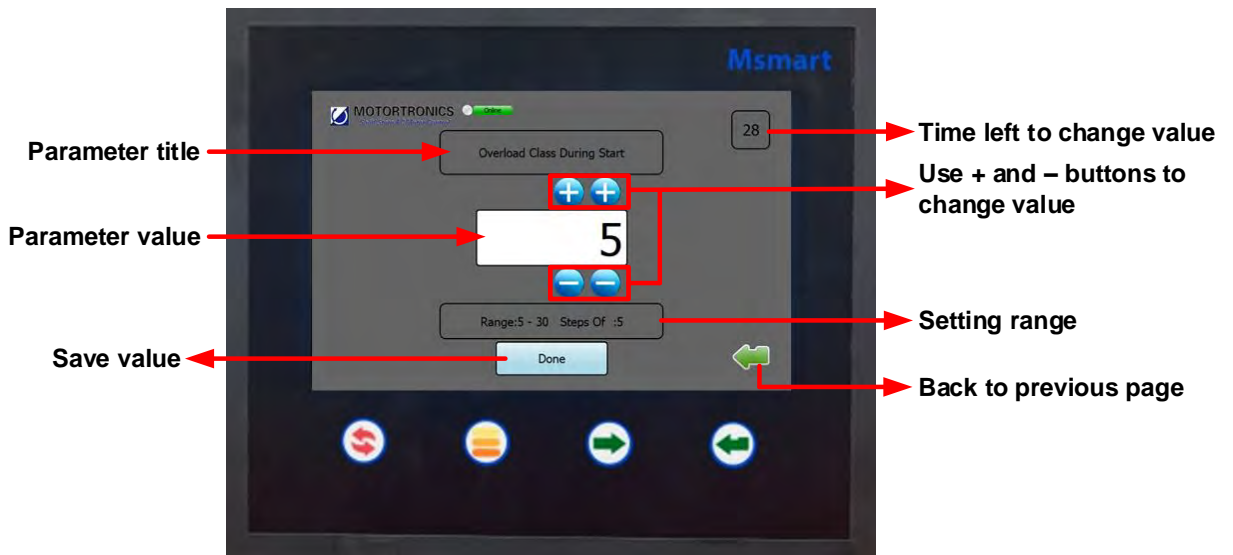 Msmart
MOTORTRONICS
Online
28
Time left to change value
Parameter title
Overload Class During Start
Use + and – buttons to
change value
+ +
Parameter value
5
– –
Range:5 - 30 Steps Of :5
Setting range
Save value
Done
Back to previous page